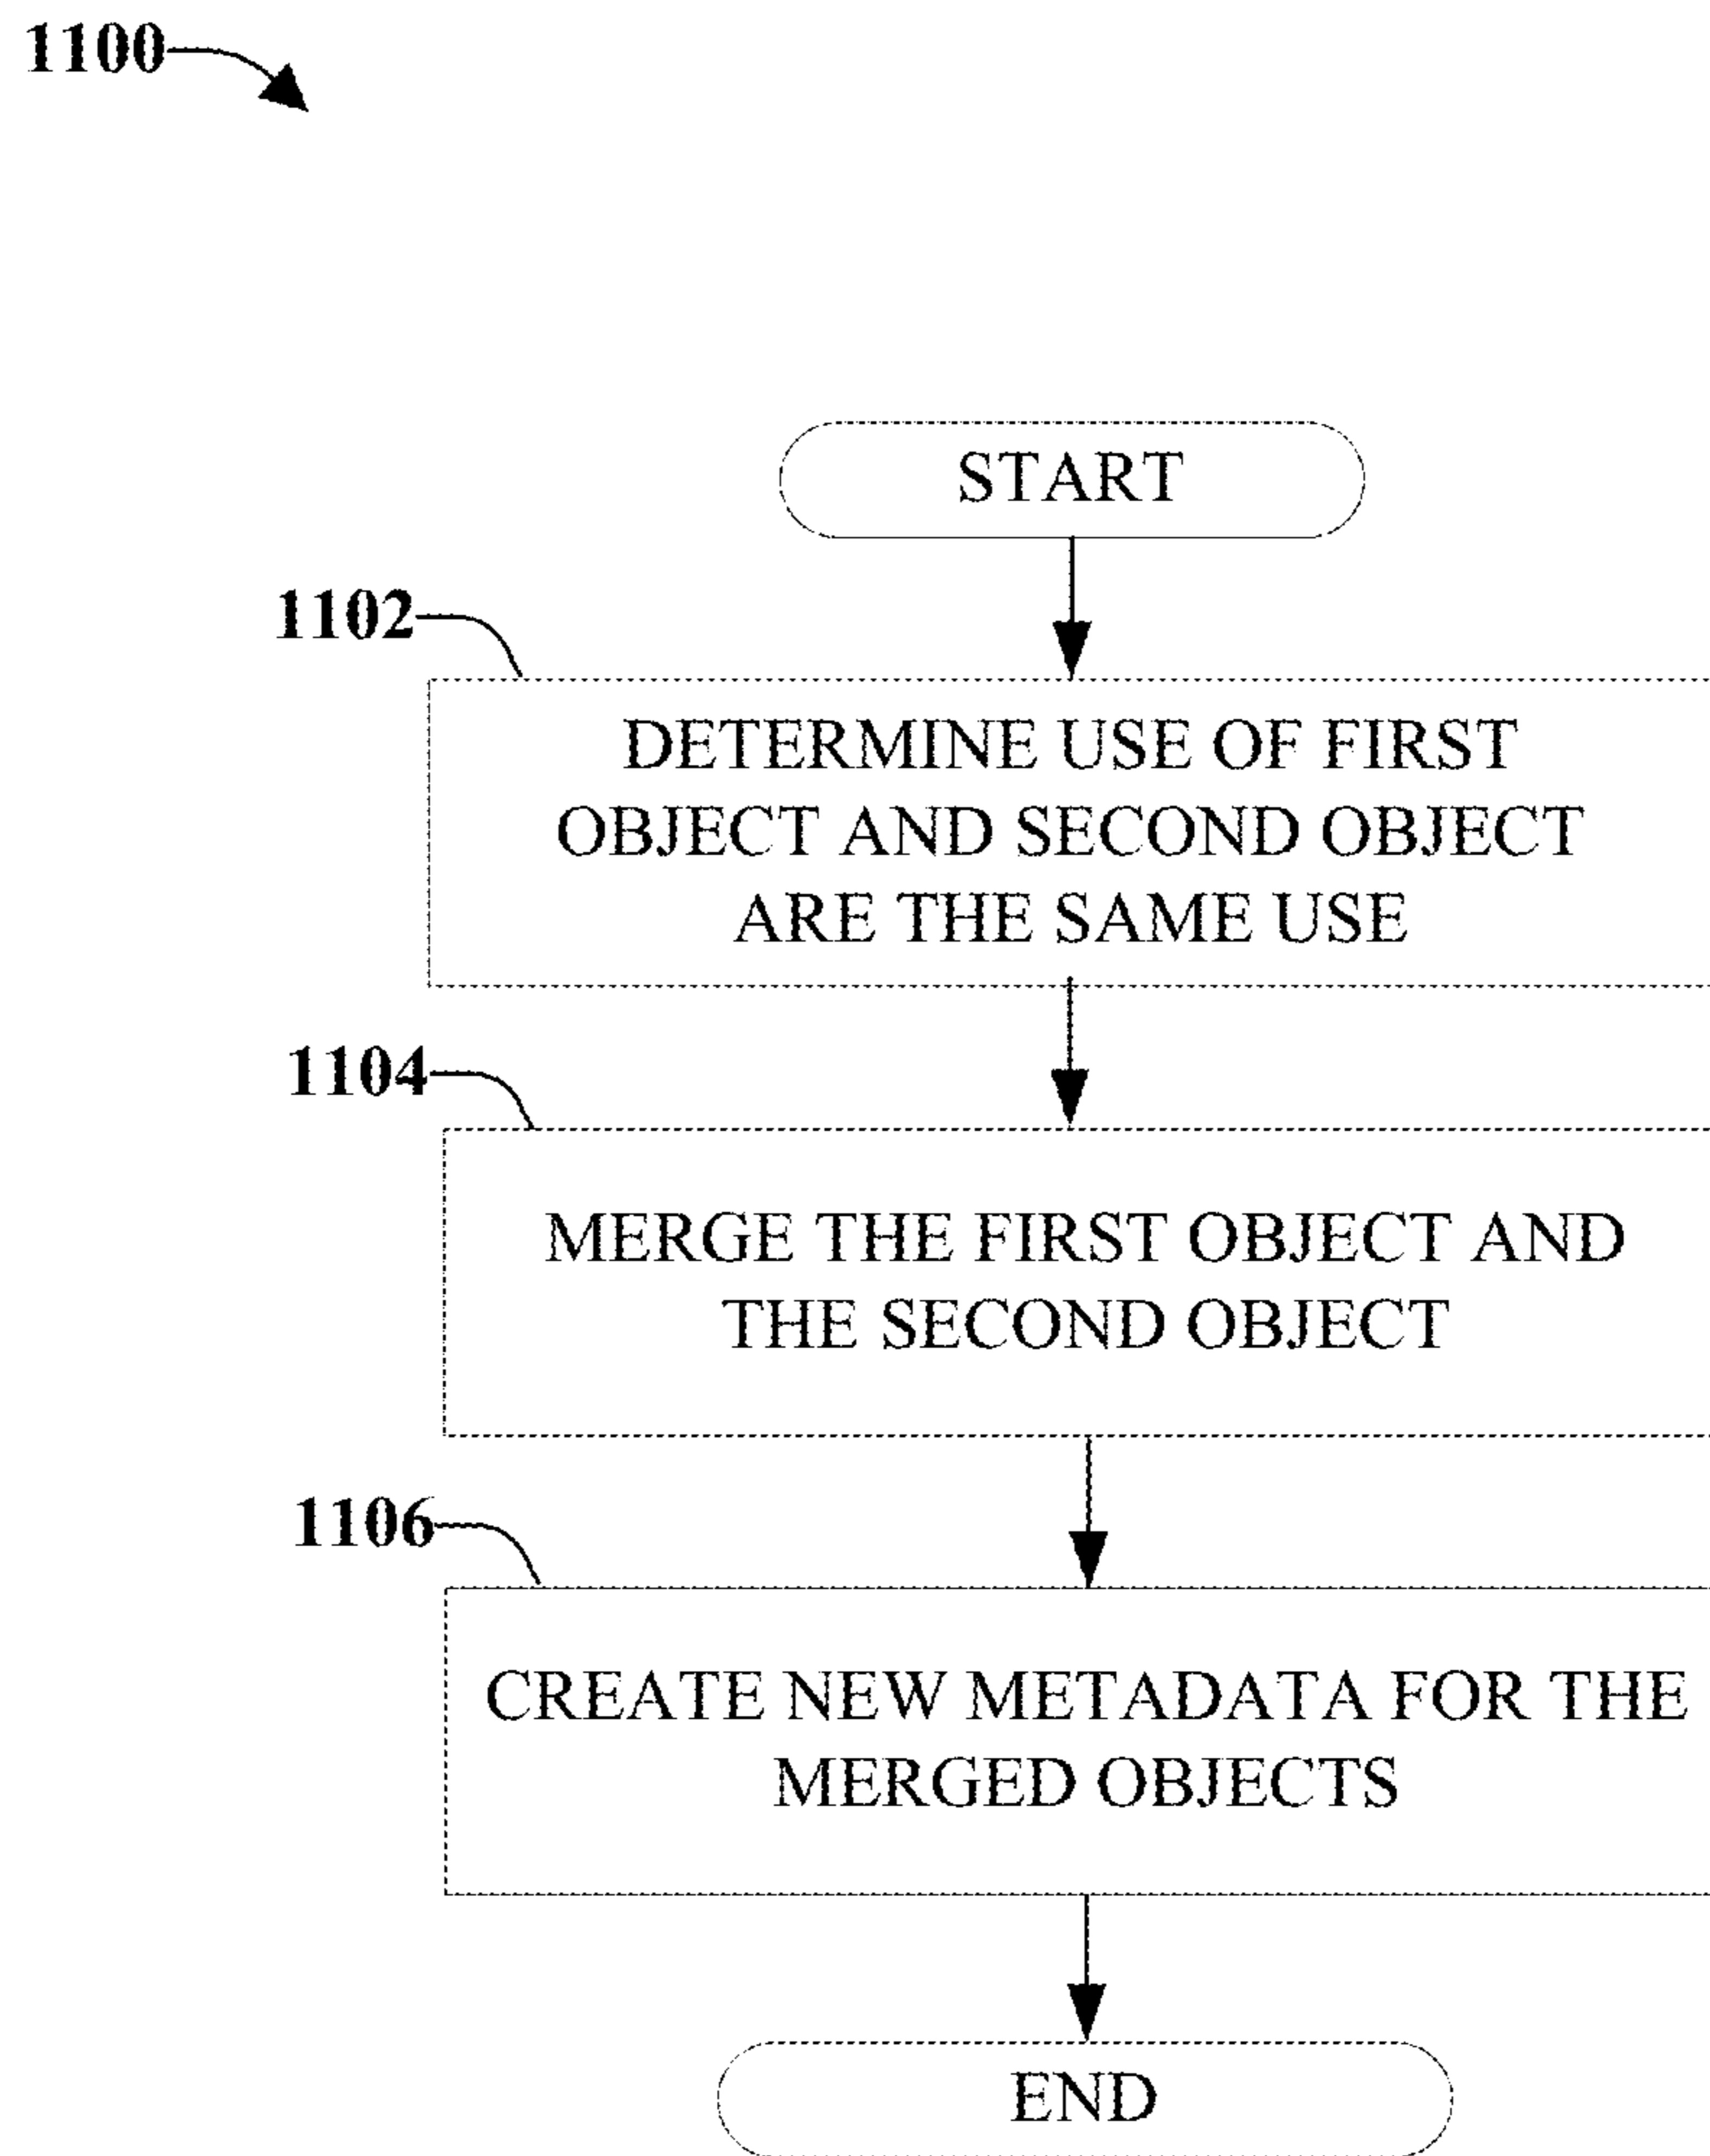 1100
START
1102
DETERMINE USE OF FIRST
OBJECT AND SECOND OBJECT
ARE THE SAME USE
1104
MERGE THE FIRST OBJECT AND
THE SECOND OBJECT
1106
CREATE NEW METADATA FOR THE
MERGED OBJECTS
END